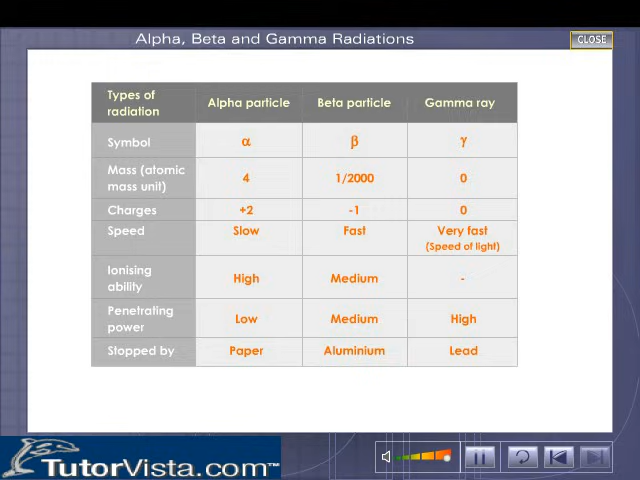 Alpha, Beta and Gamma Radiations
CLOSE
Types of radiation Alpha particle Beta particle Gamma ray
Symbol α β γ
Mass (atomic mass unit) 4 1/2000 0
Charges +2 -1 0
Speed Slow Fast Very fast (Speed of light)
Ionising ability High Medium -
Penetrating power Low Medium High
Stopped by Paper Aluminium Lead
TutorVista.com™